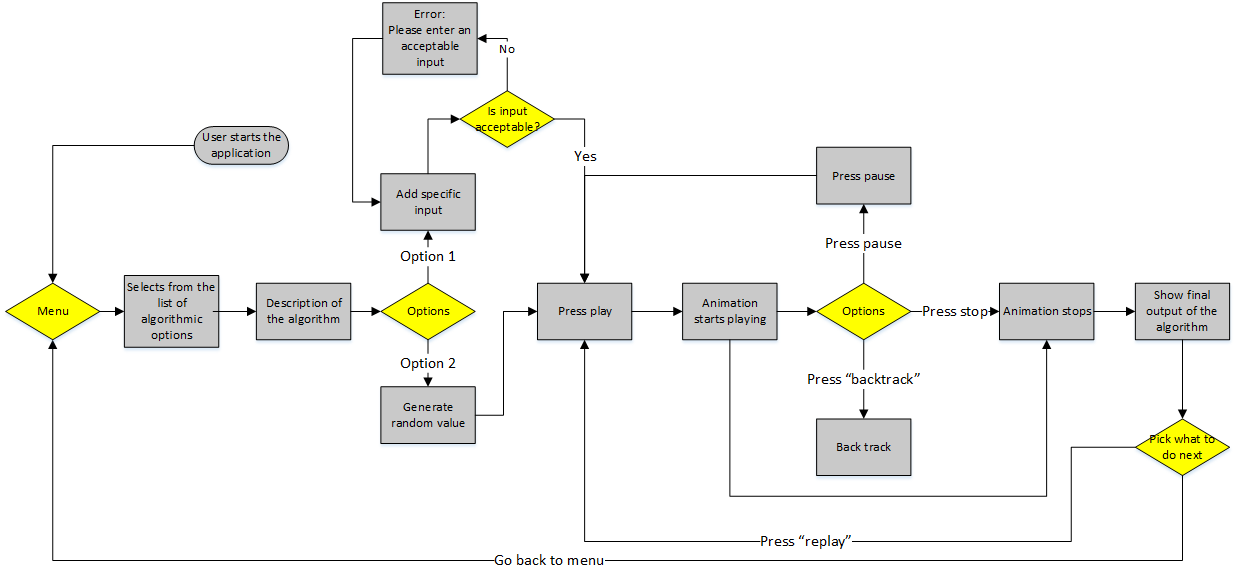 Error:
Please enter an
acceptable
input
No
Is input
acceptable?
User starts the
application
Yes
Press pause
Add specific
input
Press pause
Option 1
Menu
Selects from the
list of
algorithmic
options
Description of
the algorithm
Options
Press play
Animation
starts playing
Options
Press stop
Animation stops
Show final
output of the
algorithm
Option 2
Press “backtrack”
Generate
random value
Back track
Pick what to
do next
Press “replay”
Go back to menu